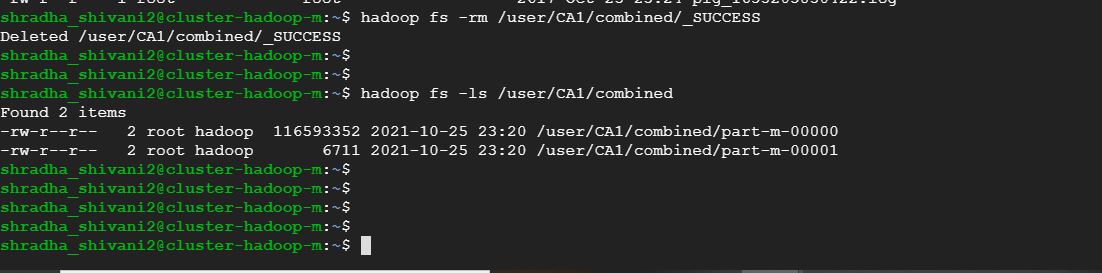 shradha_shivani2@cluster-hadoop-m:~$ hadoop fs -rm /user/CA1/combined/_SUCCESS
Deleted /user/CA1/combined/_SUCCESS
shradha_shivani2@cluster-hadoop-m:~$
shradha_shivani2@cluster-hadoop-m:~$
shradha_shivani2@cluster-hadoop-m:~$ hadoop fs -ls /user/CA1/combined
Found 2 items
-rw-r--r--   2 root hadoop  116593352 2021-10-25 23:20 /user/CA1/combined/part-m-00000
-rw-r--r--   2 root hadoop       6711 2021-10-25 23:20 /user/CA1/combined/part-m-00001
shradha_shivani2@cluster-hadoop-m:~$
shradha_shivani2@cluster-hadoop-m:~$
shradha_shivani2@cluster-hadoop-m:~$
shradha_shivani2@cluster-hadoop-m:~$
shradha_shivani2@cluster-hadoop-m:~$